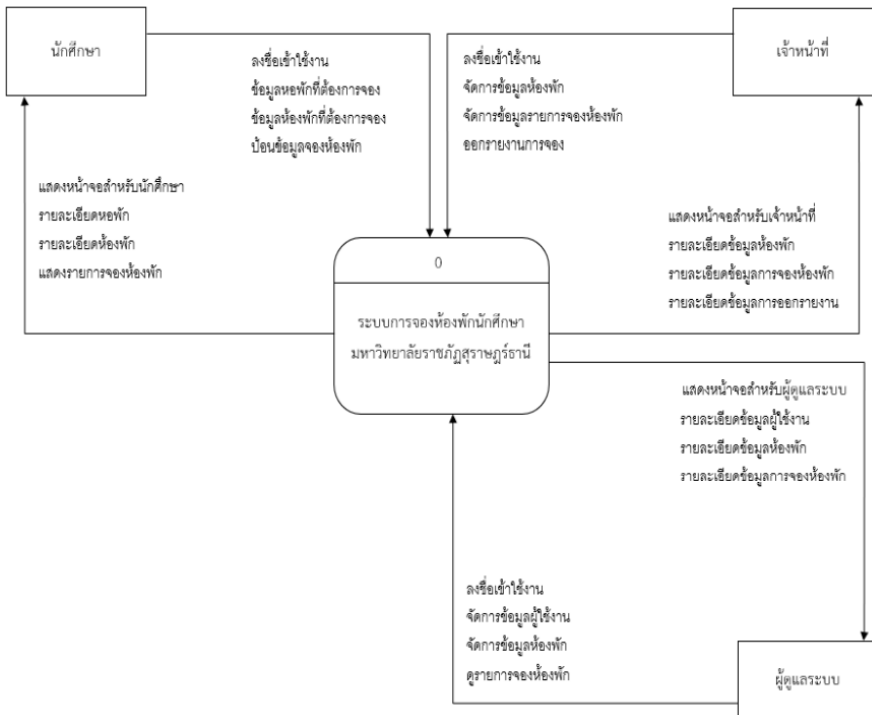 นักศึกษา
ลงชื่อเข้าใช้งาน
ข้อมูลหอพักที่ต้องการจอง
ข้อมูลห้องพักที่ต้องการจอง
ป้อนข้อมูลจองห้องพัก
ลงชื่อเข้าใช้งาน
จัดการข้อมูลห้องพัก
จัดการข้อมูลรายการจองห้องพัก
ออกรายงานการจอง
เจ้าหน้าที่
แสดงหน้าจอสำหรับนักศึกษา
รายละเอียดหอพัก
รายละเอียดห้องพัก
แสดงรายการจองห้องพัก
แสดงหน้าจอสำหรับเจ้าหน้าที่
รายละเอียดข้อมูลห้องพัก
รายละเอียดข้อมูลการจองห้องพัก
รายละเอียดข้อมูลการออกรายงาน
0
ระบบการจองห้องพักนักศึกษา
มหาวิทยาลัยราชภัฏสุราษฎร์ธานี
แสดงหน้าจอสำหรับผู้ดูแลระบบ
รายละเอียดข้อมูลผู้ใช้งาน
รายละเอียดข้อมูลห้องพัก
รายละเอียดข้อมูลการจองห้องพัก
ลงชื่อเข้าใช้งาน
จัดการข้อมูลผู้ใช้งาน
จัดการข้อมูลห้องพัก
ดูรายการจองห้องพัก
ผู้ดูแลระบบ